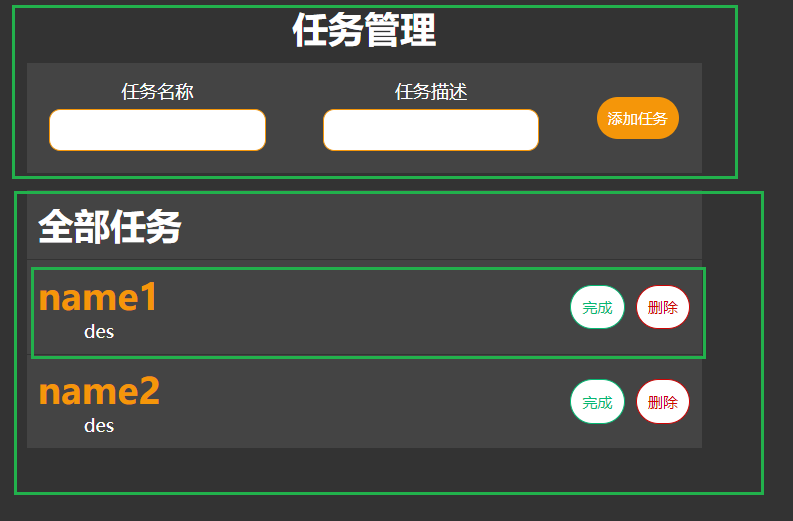 任务管理
任务名称 任务描述
添加任务
全部任务
name1
des
完成 删除
name2
des
完成 删除